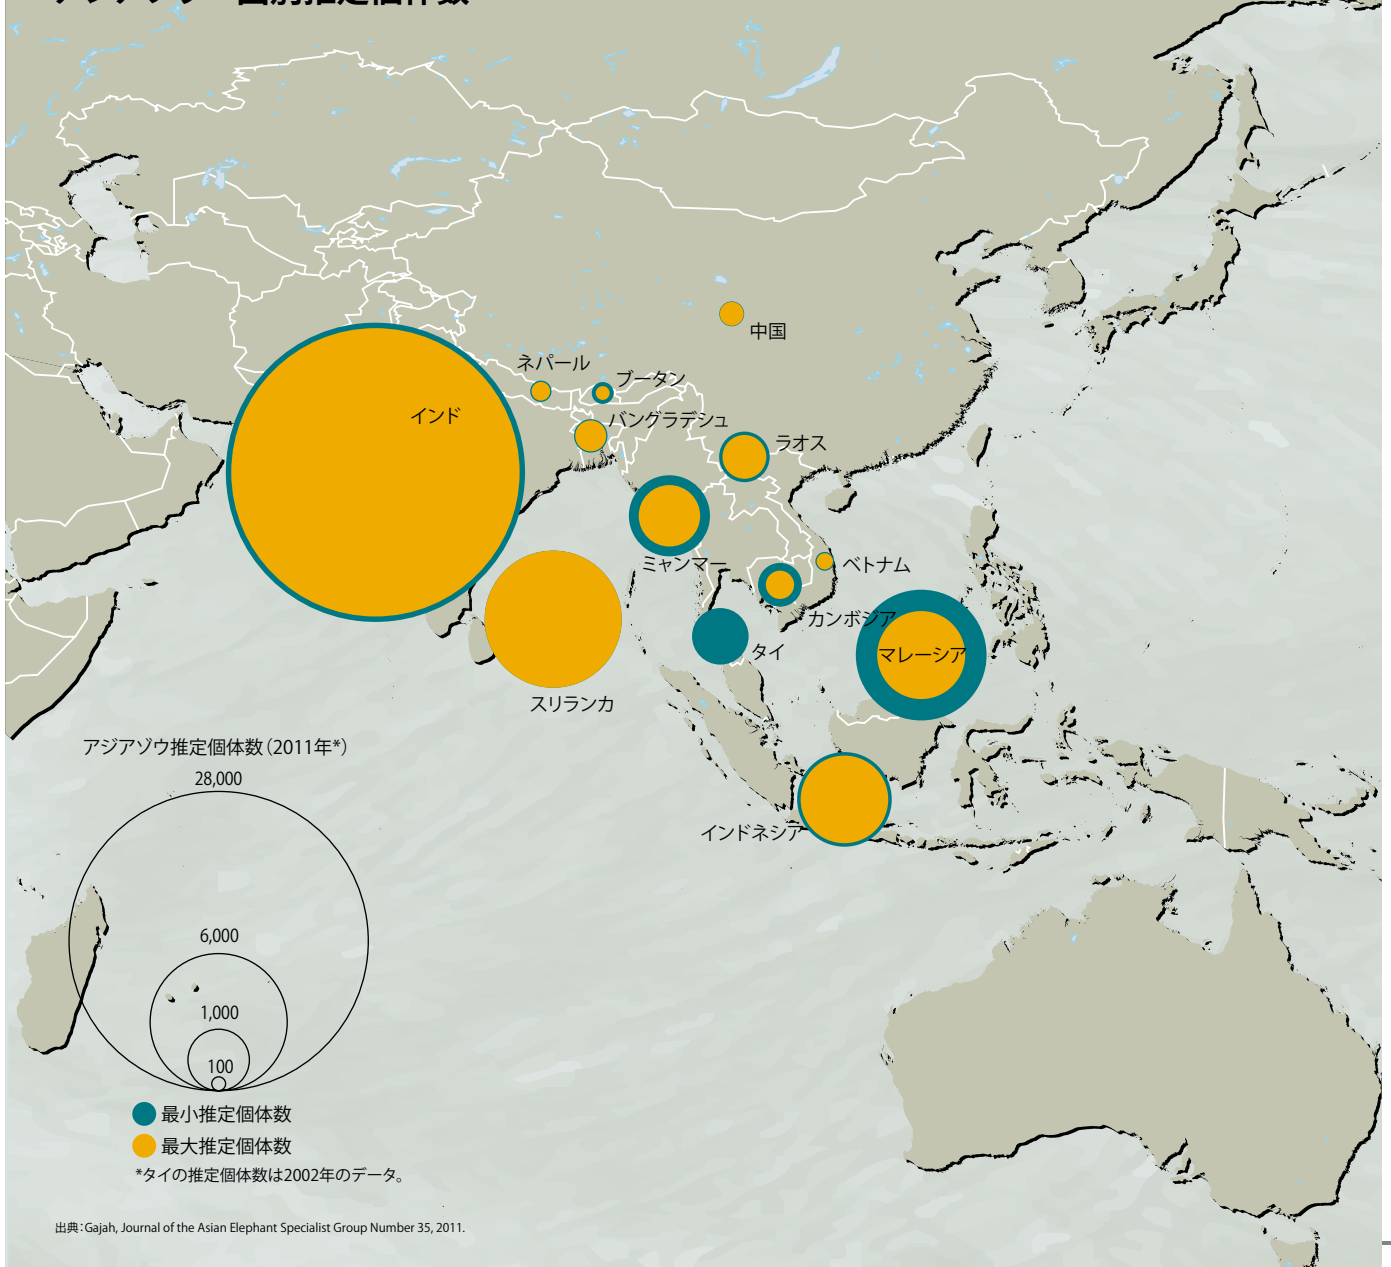 中国
ネパール
ブータン
インド
バングラデシュ
ラオス
ミャンマー
ベトナム
カンボジア
タイ
マレーシア
スリランカ
インドネシア
アジアゾウ推定個体数（2011年*）
28,000
6,000
1,000
100
最小推定個体数
最大推定個体数
*タイの推定個体数は2002年のデータ。
出典：Gajah, Journal of the Asian Elephant Specialist Group Number 35, 2011.